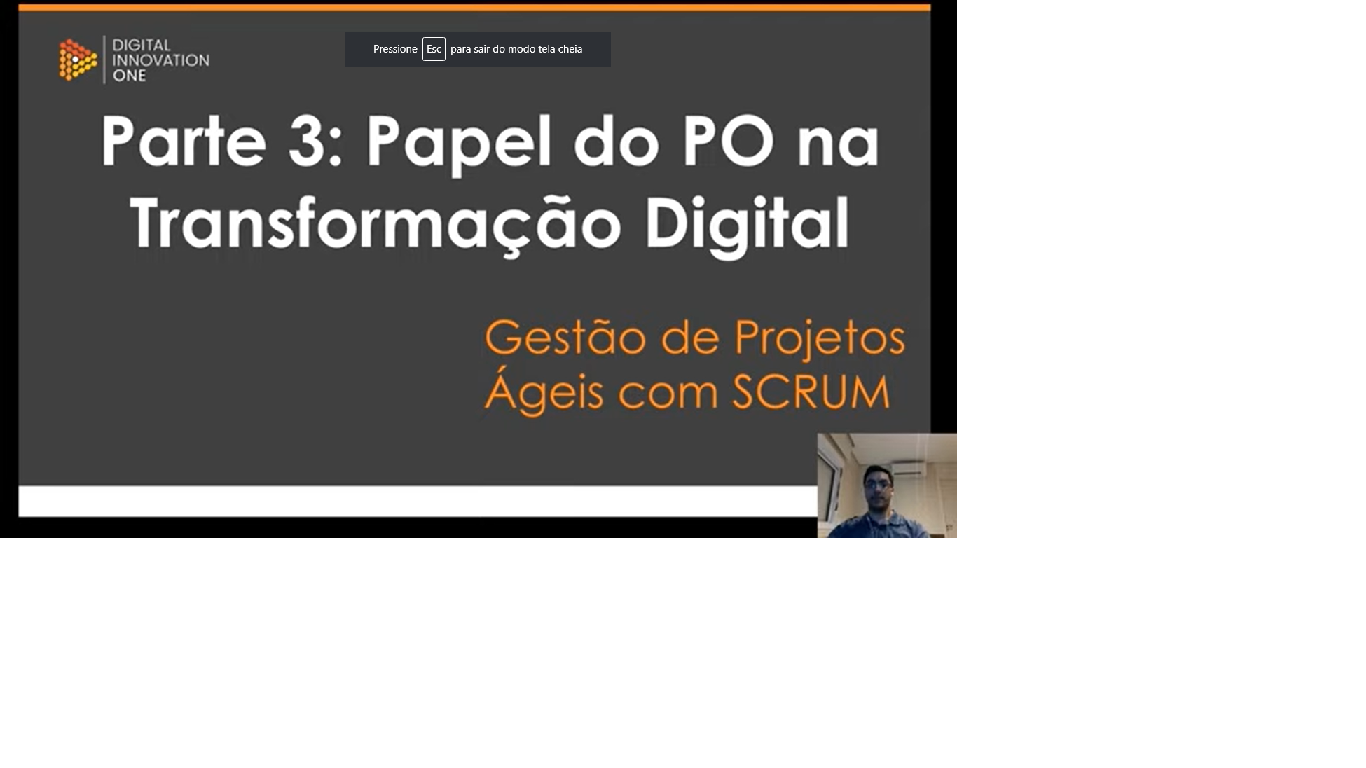 DIGITAL
INNOVATION
ONE
Pressione Esc para sair do modo tela cheia
Parte 3: Papel do PO na
Transformação Digital
Gestão de Projetos
Ágeis com SCRUM